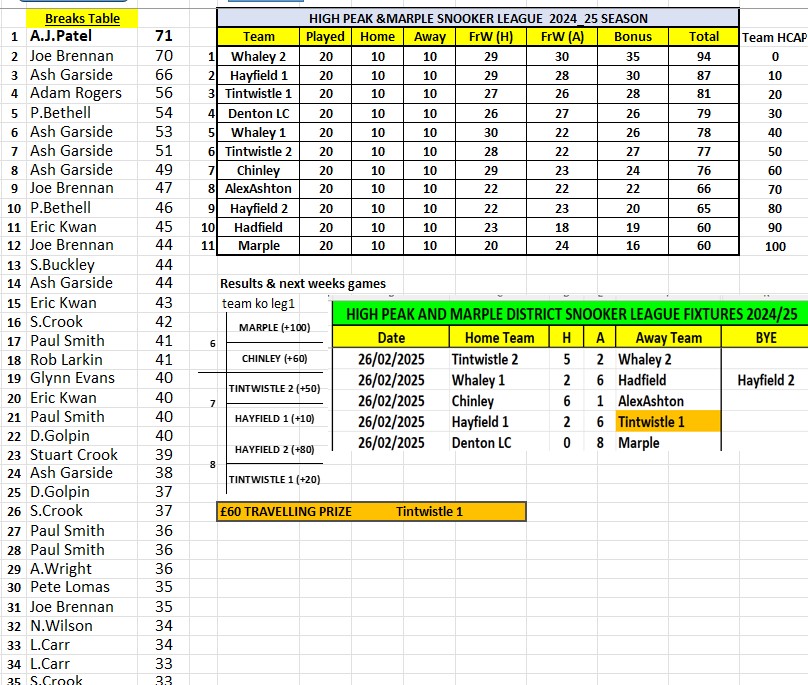 Breaks Table
1 A.J.Patel 71
2 Joe Brennan 70
3 Ash Garside 66
4 Adam Rogers 56
5 P.Bethell 54
6 Ash Garside 53
7 Ash Garside 51
8 Ash Garside 49
9 Joe Brennan 47
10 P.Bethell 46
11 Eric Kwan 45
12 Joe Brennan 44
13 S.Buckley 44
14 Ash Garside 44
15 Eric Kwan 43
16 S.Crook 42
17 Paul Smith 41
18 Rob Larkin 41
19 Glynn Evans 40
20 Eric Kwan 40
21 Paul Smith 40
22 D.Golpin 40
23 Stuart Crook 39
24 Ash Garside 38
25 D.Golpin 37
26 S.Crook 37
27 Paul Smith 36
28 Paul Smith 36
29 A.Wright 36
30 Pete Lomas 35
31 Joe Brennan 35
32 N.Wilson 34
33 L.Carr 34
34 L.Carr 33
35 S.Crook 33
HIGH PEAK &MARPLE SNOOKER LEAGUE 2024_25 SEASON
Team Played Home Away FrW (H) FrW (A) Bonus Total Team HCAP
1 Whaley 2 20 10 10 29 30 35 94 0
2 Hayfield 1 20 10 10 29 28 30 87 10
3 Tintwistle 1 20 10 10 27 26 28 81 20
4 Denton LC 20 10 10 26 27 26 79 30
5 Whaley 1 20 10 10 30 22 26 78 40
6 Tintwistle 2 20 10 10 28 22 27 77 50
7 Chinley 20 10 10 29 23 24 76 60
8 AlexAshton 20 10 10 22 22 22 66 70
9 Hayfield 2 20 10 10 22 23 20 65 80
10 Hadfield 20 10 10 23 18 19 60 90
11 Marple 20 10 10 20 24 16 60 100
Results & next weeks games
team ko leg1
MARPLE (+100)
6
CHINLEY (+60)
TINTWISTLE 2 (+50)
7
HAYFIELD 1 (+10)
HAYFIELD 2 (+80)
8
TINTWISTLE 1 (+20)
HIGH PEAK AND MARPLE DISTRICT SNOOKER LEAGUE FIXTURES 2024/25
Date Home Team H A Away Team BYE
26/02/2025 Tintwistle 2 5 2 Whaley 2
26/02/2025 Whaley 1 2 6 Hadfield Hayfield 2
26/02/2025 Chinley 6 1 AlexAshton
26/02/2025 Hayfield 1 2 6 Tintwistle 1
26/02/2025 Denton LC 0 8 Marple
£60 TRAVELLING PRIZE Tintwistle 1